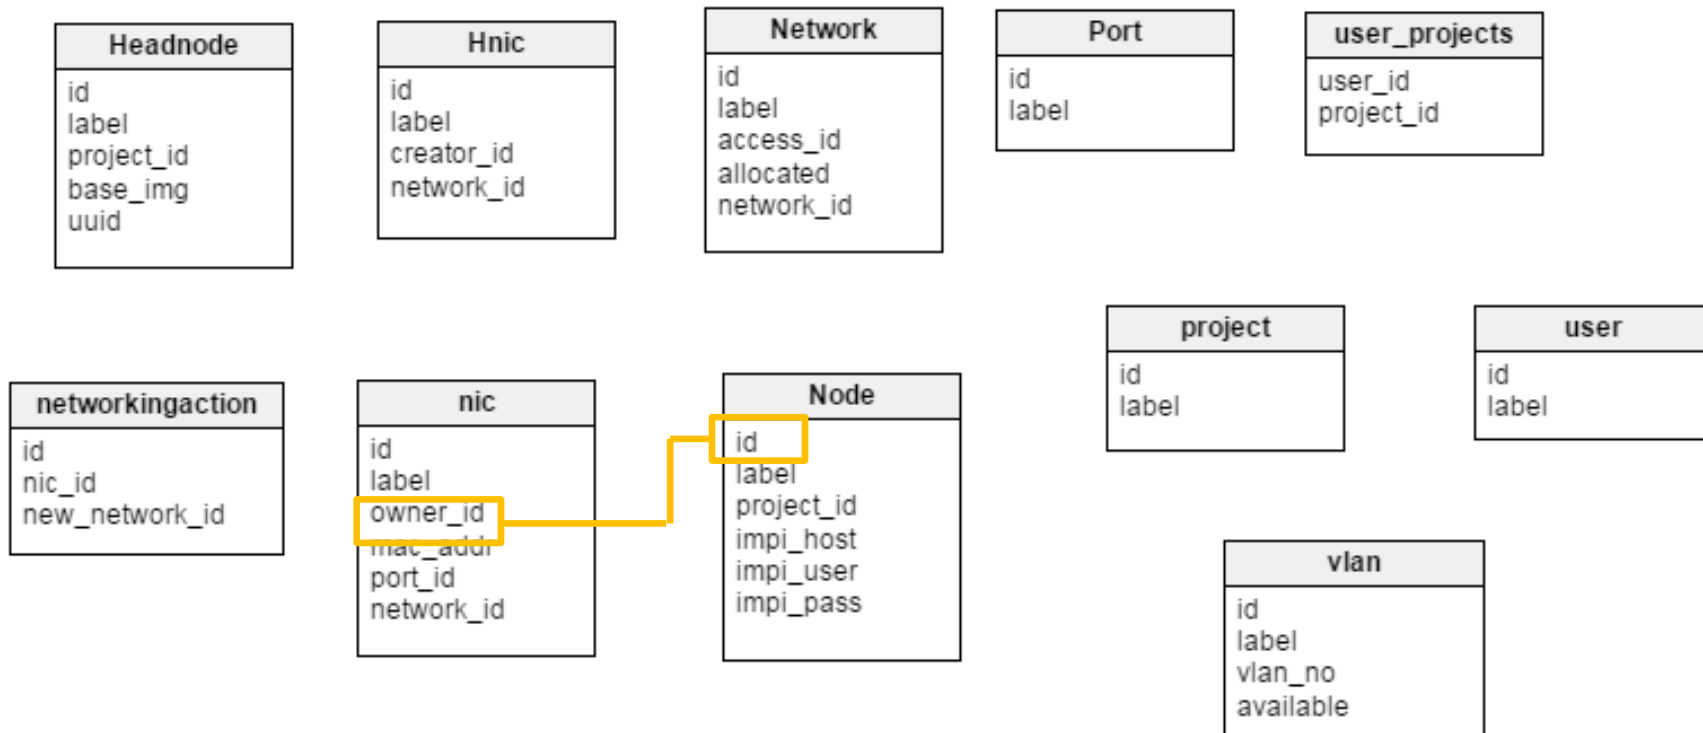 Headnode
id
label
project_id
base_img
uuid
Hnic
id
label
creator_id
network_id
Network
id
label
access_id
allocated
network_id
Port
id
label
user_projects
user_id
project_id
networkingaction
id
nic_id
new_network_id
nic
id
label
owner_id
mac_addr
port_id
network_id
Node
id
label
project_id
impi_host
impi_user
impi_pass
project
id
label
user
id
label
vlan
id
label
vlan_no
available